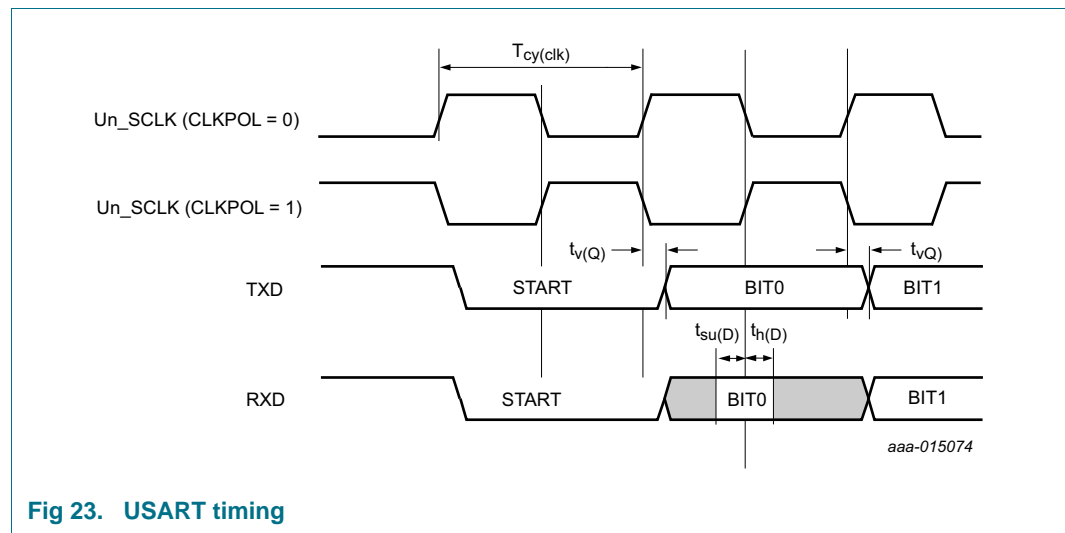 Tcy(clk)
Un_SCLK (CLKPOL = 0)
Un_SCLK (CLKPOL = 1)
tv(Q)
tvQ)
TXD
START
BIT0
BIT1
tsu(D)
th(D)
RXD
START
BIT0
BIT1
aaa-015074
Fig 23. USART timing